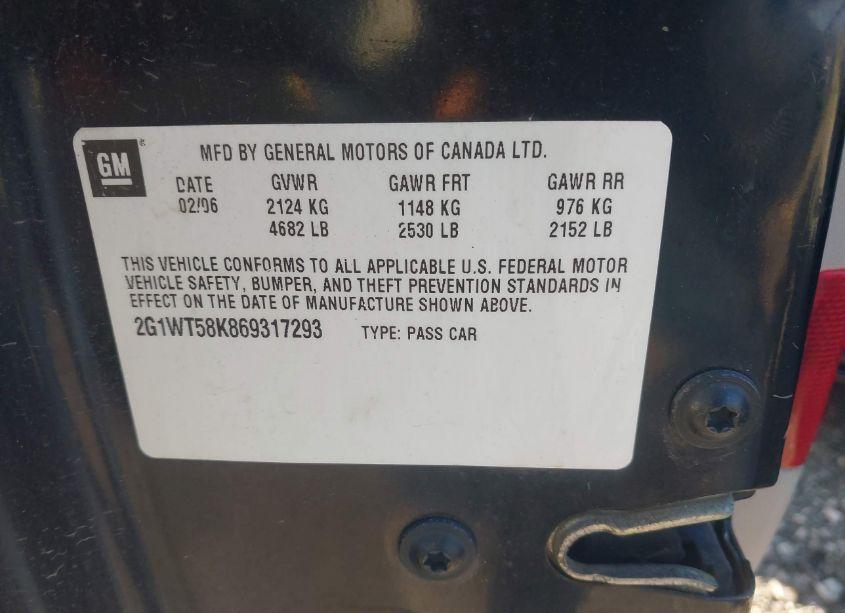 GM
MFD BY GENERAL MOTORS OF CANADA LTD.
DATE GVWR GAWR FRT GAWR RR
02/06 2124 KG 1148 KG 976 KG
4682 LB 2530 LB 2152 LB
THIS VEHICLE CONFORMS TO ALL APPLICABLE U.S. FEDERAL MOTOR
VEHICLE SAFETY, BUMPER, AND THEFT PREVENTION STANDARDS IN
EFFECT ON THE DATE OF MANUFACTURE SHOWN ABOVE.
2G1WT58K869317293 TYPE: PASS CAR